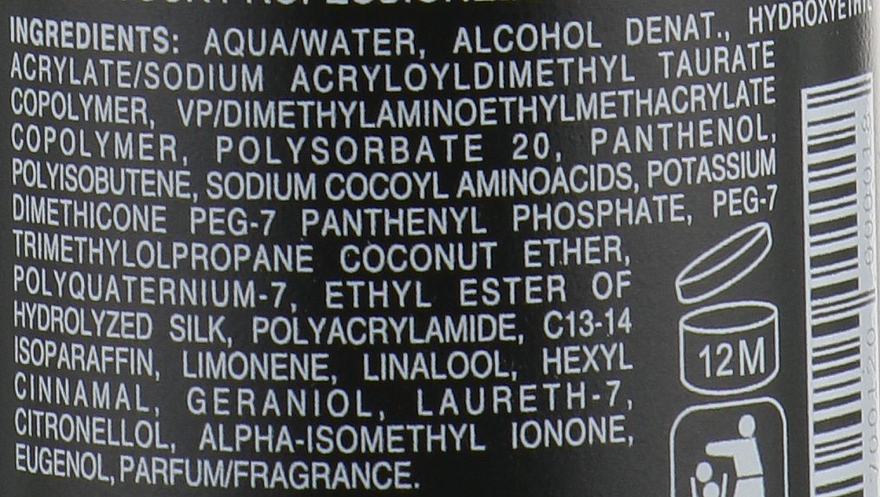 INGREDIENTS: AQUA/WATER, ALCOHOL DENAT., HYDROXYETHYL
ACRYLATE/SODIUM ACRYLOYLDIMETHYL TAURATE
COPOLYMER, VP/DIMETHYLAMINOETHYLMETHACRYLATE
COPOLYMER, POLYSORBATE 20, PANTHENOL,
POLYISOBUTENE, SODIUM COCOYL AMINOACIDS, POTASSIUM
DIMETHICONE PEG-7 PANTHENYL PHOSPHATE, PEG-7
TRIMETHYLOLPROPANE COCONUT ETHER,
POLYQUATERNIUM-7, ETHYL ESTER OF
HYDROLYZED SILK, POLYACRYLAMIDE, C13-14
ISOPARAFFIN, LIMONENE, LINALOOL, HEXYL
CINNAMAL, GERANIOL, LAURETH-7,
CITRONELLOL, ALPHA-ISOMETHYL IONONE,
EUGENOL, PARFUM/FRAGRANCE.
12M